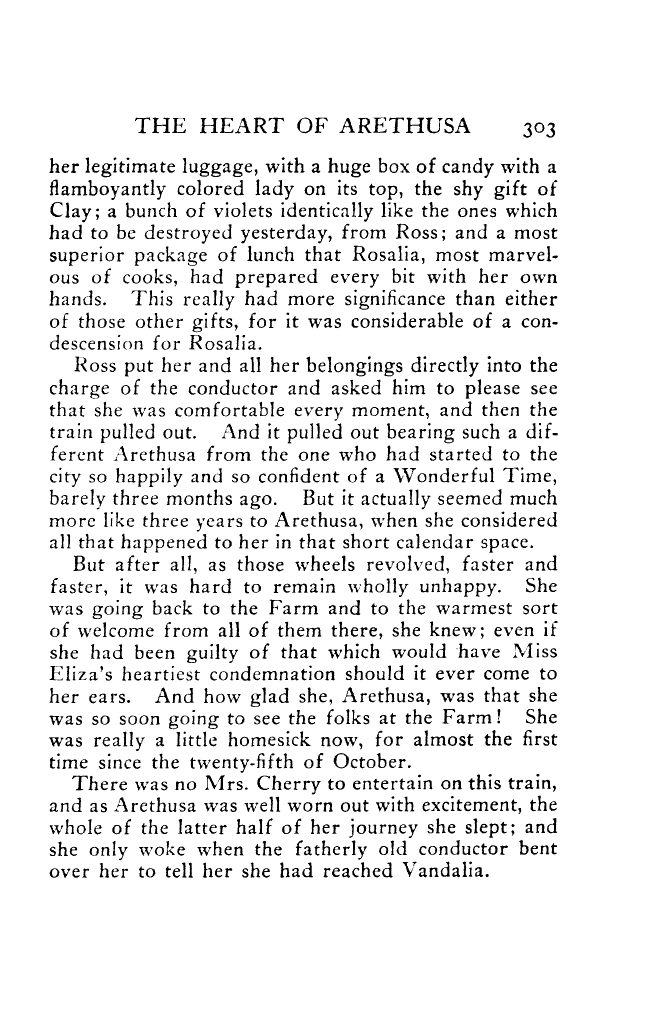 THE HEART OF ARETHUSA 303
her legitimate luggage, with a huge box of candy with a
flamboyantly colored lady on its top, the shy gift of
Clay; a bunch of violets identically like the ones which
had to be destroyed yesterday, from Ross; and a most
superior package of lunch that Rosalia, most marvel-
ous of cooks, had prepared every bit with her own
hands. This really had more significance than either
of those other gifts, for it was considerable of a con-
descension for Rosalia.
Ross put her and all her belongings directly into the
charge of the conductor and asked him to please see
that she was comfortable every moment, and then the
train pulled out. And it pulled out bearing such a dif-
ferent Arethusa from the one who had started to the
city so happily and so confident of a Wonderful Time,
barely three months ago. But it actually seemed much
more like three years to Arethusa, when she considered
all that happened to her in that short calendar space.
But after all, as those wheels revolved, faster and
faster, it was hard to remain wholly unhappy. She
was going back to the Farm and to the warmest sort
of welcome from all of them there, she knew; even if
she had been guilty of that which would have Miss
Eliza's heartiest condemnation should it ever come to
her ears. And how glad she, Arethusa, was that she
was so soon going to see the folks at the Farm! She
was really a little homesick now, for almost the first
time since the twenty-fifth of October.
There was no Mrs. Cherry to entertain on this train,
and as Arethusa was well worn out with excitement, the
whole of the latter half of her journey she slept; and
she only woke when the fatherly old conductor bent
over her to tell her she had reached Vandalia.